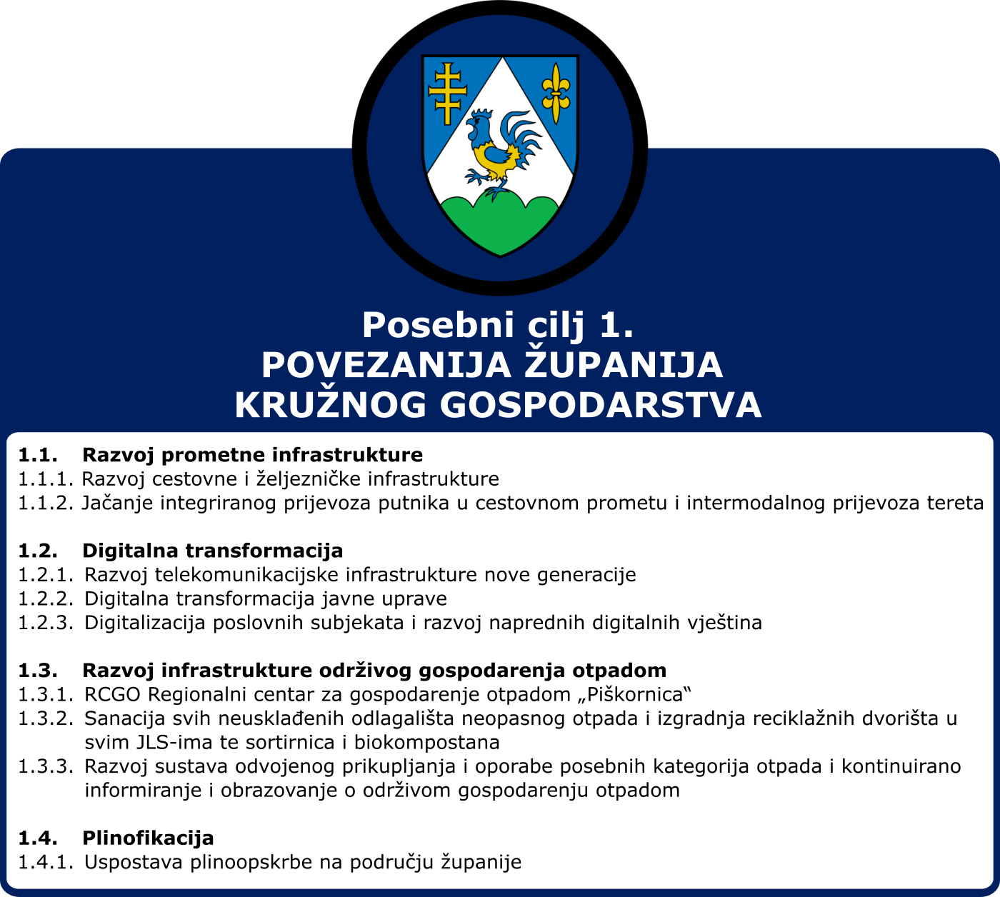 Posebni cilj 1.
POVEZANIJA ŽUPANIJA
KRUŽNOG GOSPODARSTVA
1.1. Razvoj prometne infrastrukture
1.1.1. Razvoj cestovne i željezničke infrastrukture
1.1.2. Jačanje integriranog prijevoza putnika u cestovnom prometu i intermodalnog prijevoza tereta
1.2. Digitalna transformacija
1.2.1. Razvoj telekomunikacijske infrastrukture nove generacije
1.2.2. Digitalna transformacija javne uprave
1.2.3. Digitalizacija poslovnih subjekata i razvoj naprednih digitalnih vještina
1.3. Razvoj infrastrukture održivog gospodarenja otpadom
1.3.1. RCGO Regionalni centar za gospodarenje otpadom „Piškornica“
1.3.2. Sanacija svih neusklađenih odlagališta neopasnog otpada i izgradnja reciklažnih dvorišta u
svim JLS-ima te sortirnica i biokompostana
1.3.3. Razvoj sustava odvojenog prikupljanja i oporabe posebnih kategorija otpada i kontinuirano
informiranje i obrazovanje o održivom gospodarenju otpadom
1.4. Plinofikacija
1.4.1. Uspostava plinoopskrbe na području županije